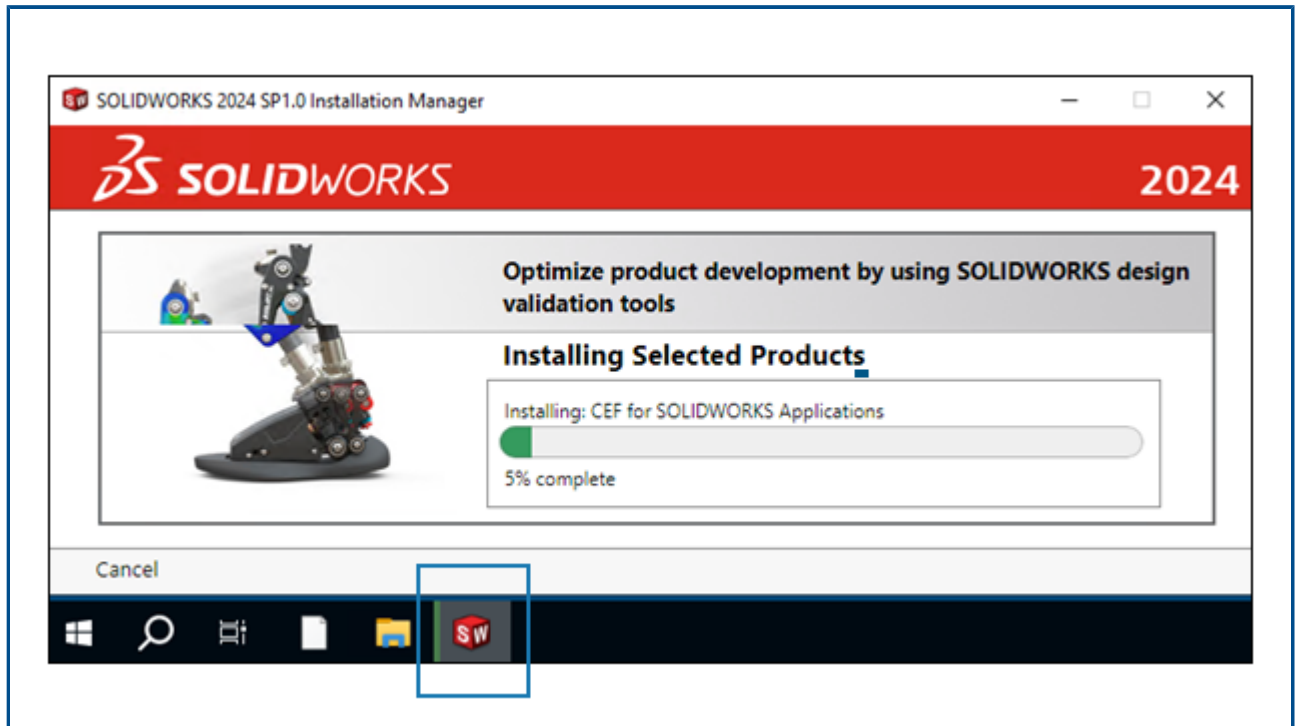 SOLIDWORKS 2024 SP1.0 Installation Manager
3S SOLIDWORKS
2024
Optimize product development by using SOLIDWORKS design
validation tools
Installing Selected Products
Installing: CEF for SOLIDWORKS Applications
5% complete
Cancel
SW